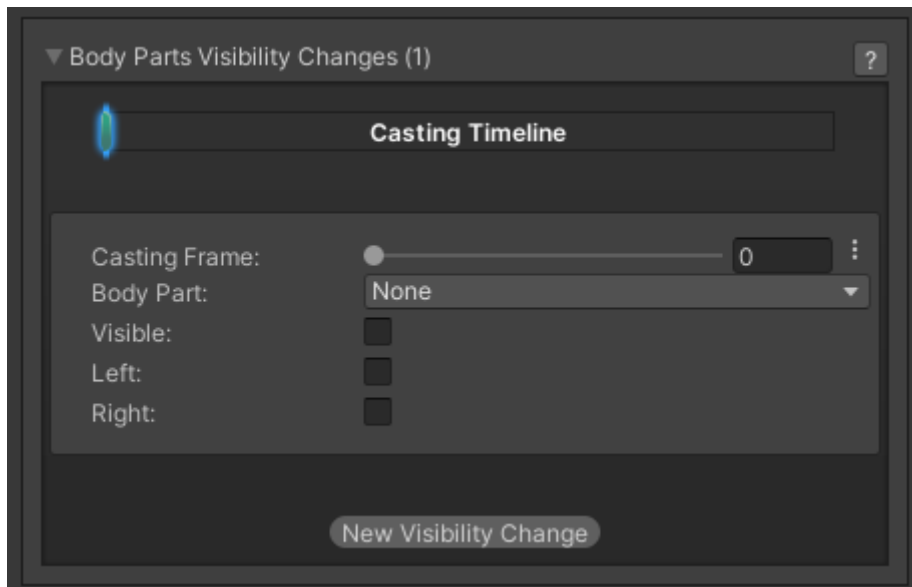 Body Parts Visibility Changes (1)
?
Casting Timeline
Casting Frame: 0
Body Part: None
Visible:
Left:
Right:
New Visibility Change